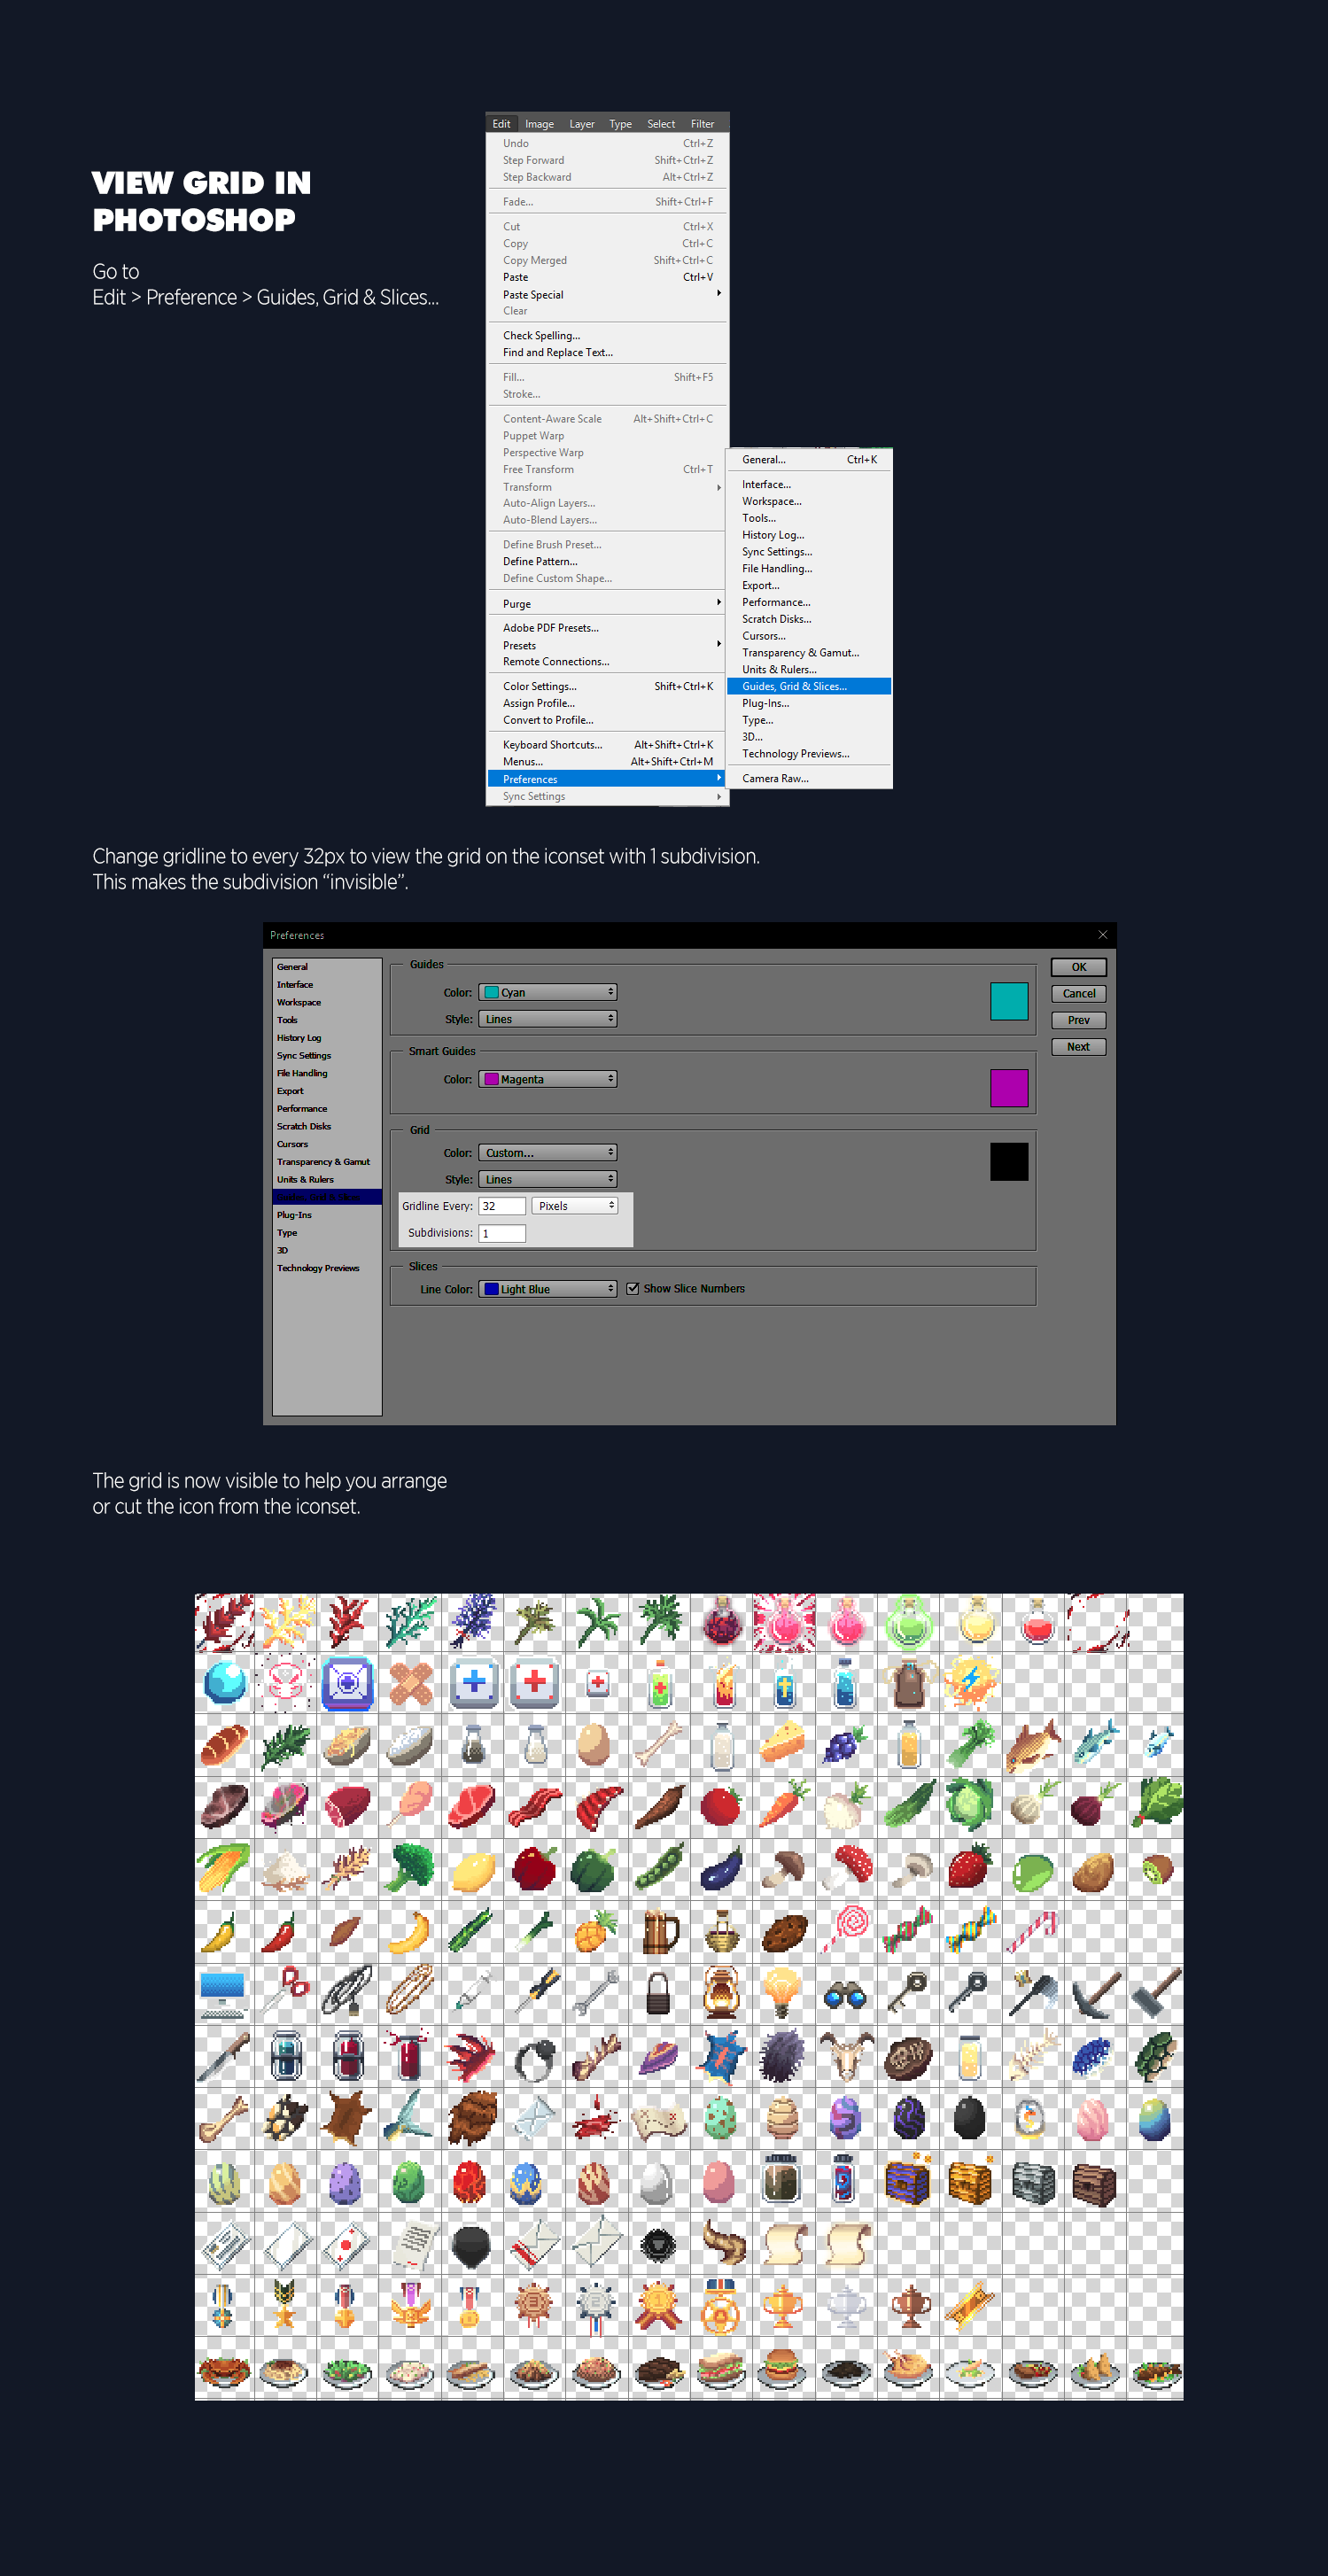 VIEW GRID IN
PHOTOSHOP
Go to
Edit > Preference > Guides, Grid & Slices...
Edit Image Layer Type Select Filter
Undo Ctrl+Z
Step Forward Shift+Ctrl+Z
Step Backward Alt+Ctrl+Z
Fade... Shift+Ctrl+F
Cut Ctrl+X
Copy Ctrl+C
Copy Merged Shift+Ctrl+C
Paste Ctrl+V
Paste Special
Clear
Check Spelling...
Find and Replace Text...
Fill... Shift+F5
Stroke...
Content-Aware Scale Alt+Shift+Ctrl+C
Puppet Warp
Perspective Warp
Free Transform Ctrl+T
Transform
Auto-Align Layers...
Auto-Blend Layers...
Define Brush Preset...
Define Pattern...
Define Custom Shape...
Purge
Adobe PDF Presets...
Presets
Remote Connections...
Color Settings... Shift+Ctrl+K
Assign Profile...
Convert to Profile...
Keyboard Shortcuts... Alt+Shift+Ctrl+K
Menus... Alt+Shift+Ctrl+M
Preferences
Sync Settings
General... Ctrl+K
Interface...
Workspace...
Tools...
History Log...
Sync Settings...
File Handling...
Export...
Performance...
Scratch Disks...
Cursors...
Transparency & Gamut...
Units & Rulers...
Guides, Grid & Slices...
Plug-Ins...
Type...
3D...
Technology Previews...
Camera Raw...
Change gridline to every 32px to view the grid on the iconset with 1 subdivision.
This makes the subdivision “invisible”.
Preferences
General
Interface
Workspace
Tools
History Log
Sync Settings
File Handling
Export
Performance
Scratch Disks
Cursors
Transparency & Gamut
Units & Rulers
Guides, Grid & Slices
Plug-Ins
Type
3D
Technology Previews
Guides
Color: Cyan
Style: Lines
Smart Guides
Color: Magenta
Grid
Color: Custom...
Style: Lines
Gridline Every: 32 Pixels
Subdivisions: 1
Slices
Line Color: Light Blue Show Slice Numbers
OK
Cancel
Prev
Next
The grid is now visible to help you arrange
or cut the icon from the iconset.